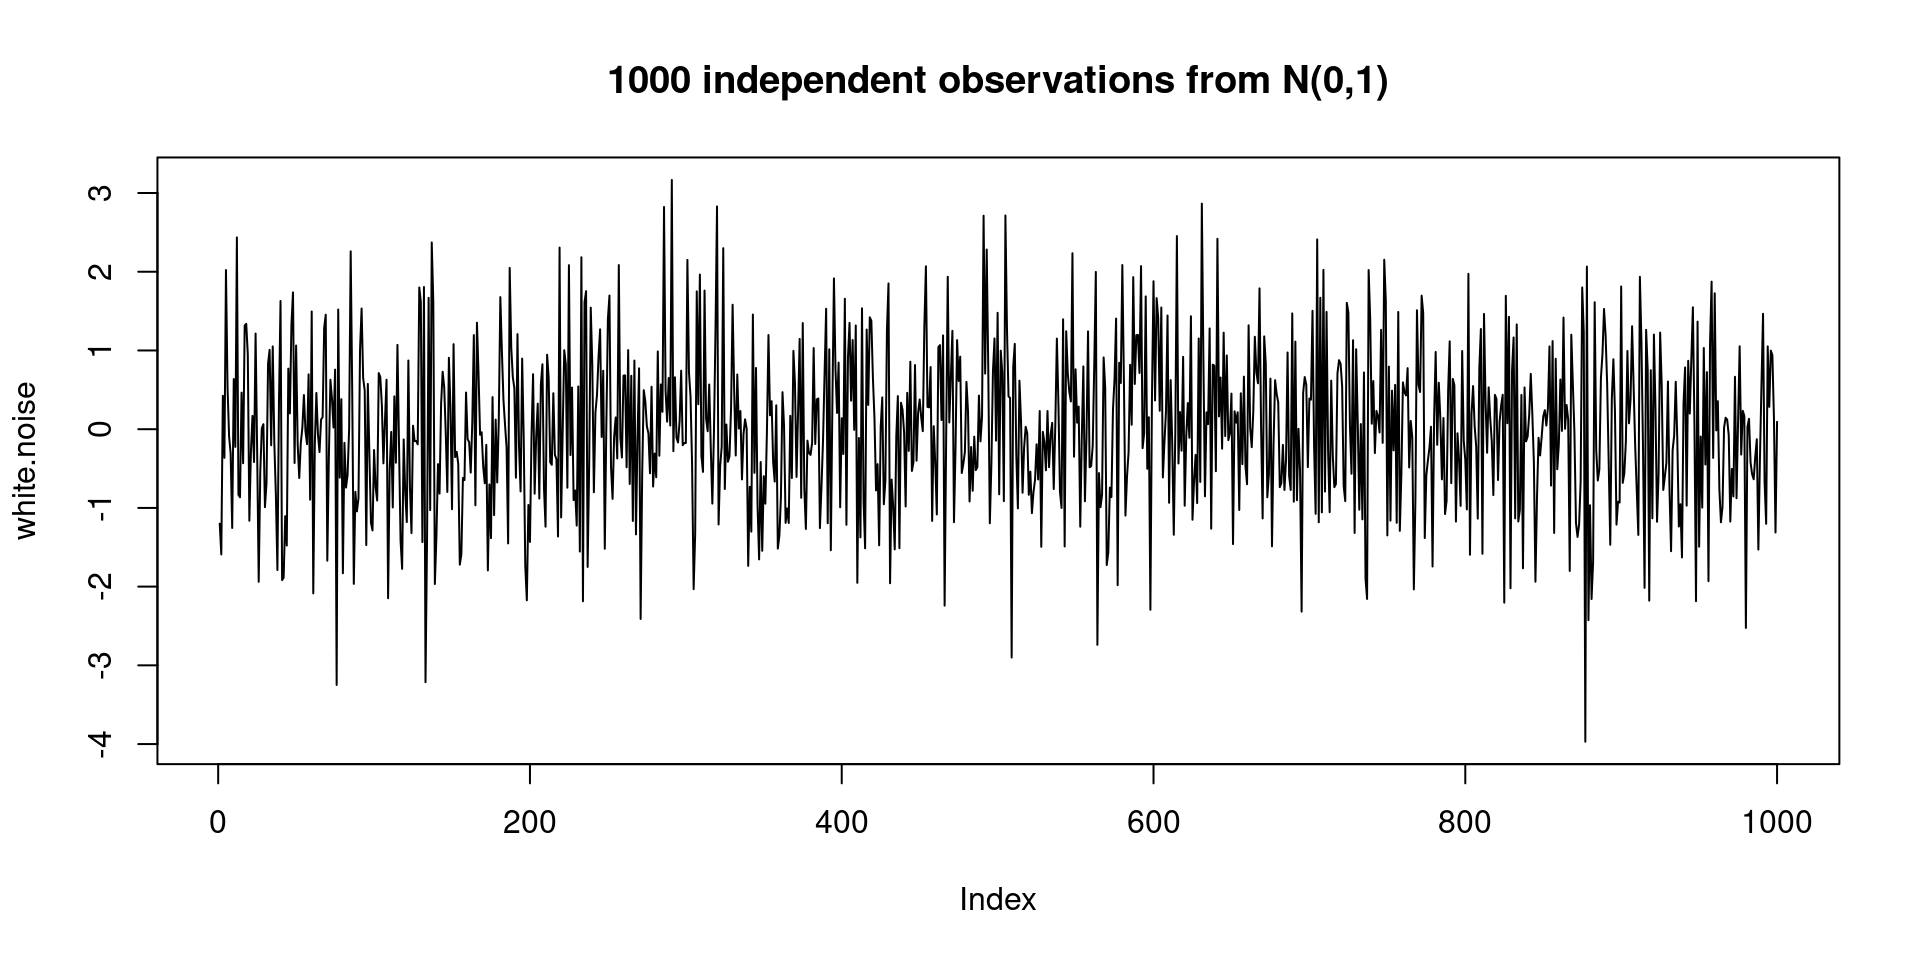 1000 independent observations from N(0,1)
white.noise
3
2
1
0
-1
-2
-3
-4
0 200 400 600 800 1000
Index